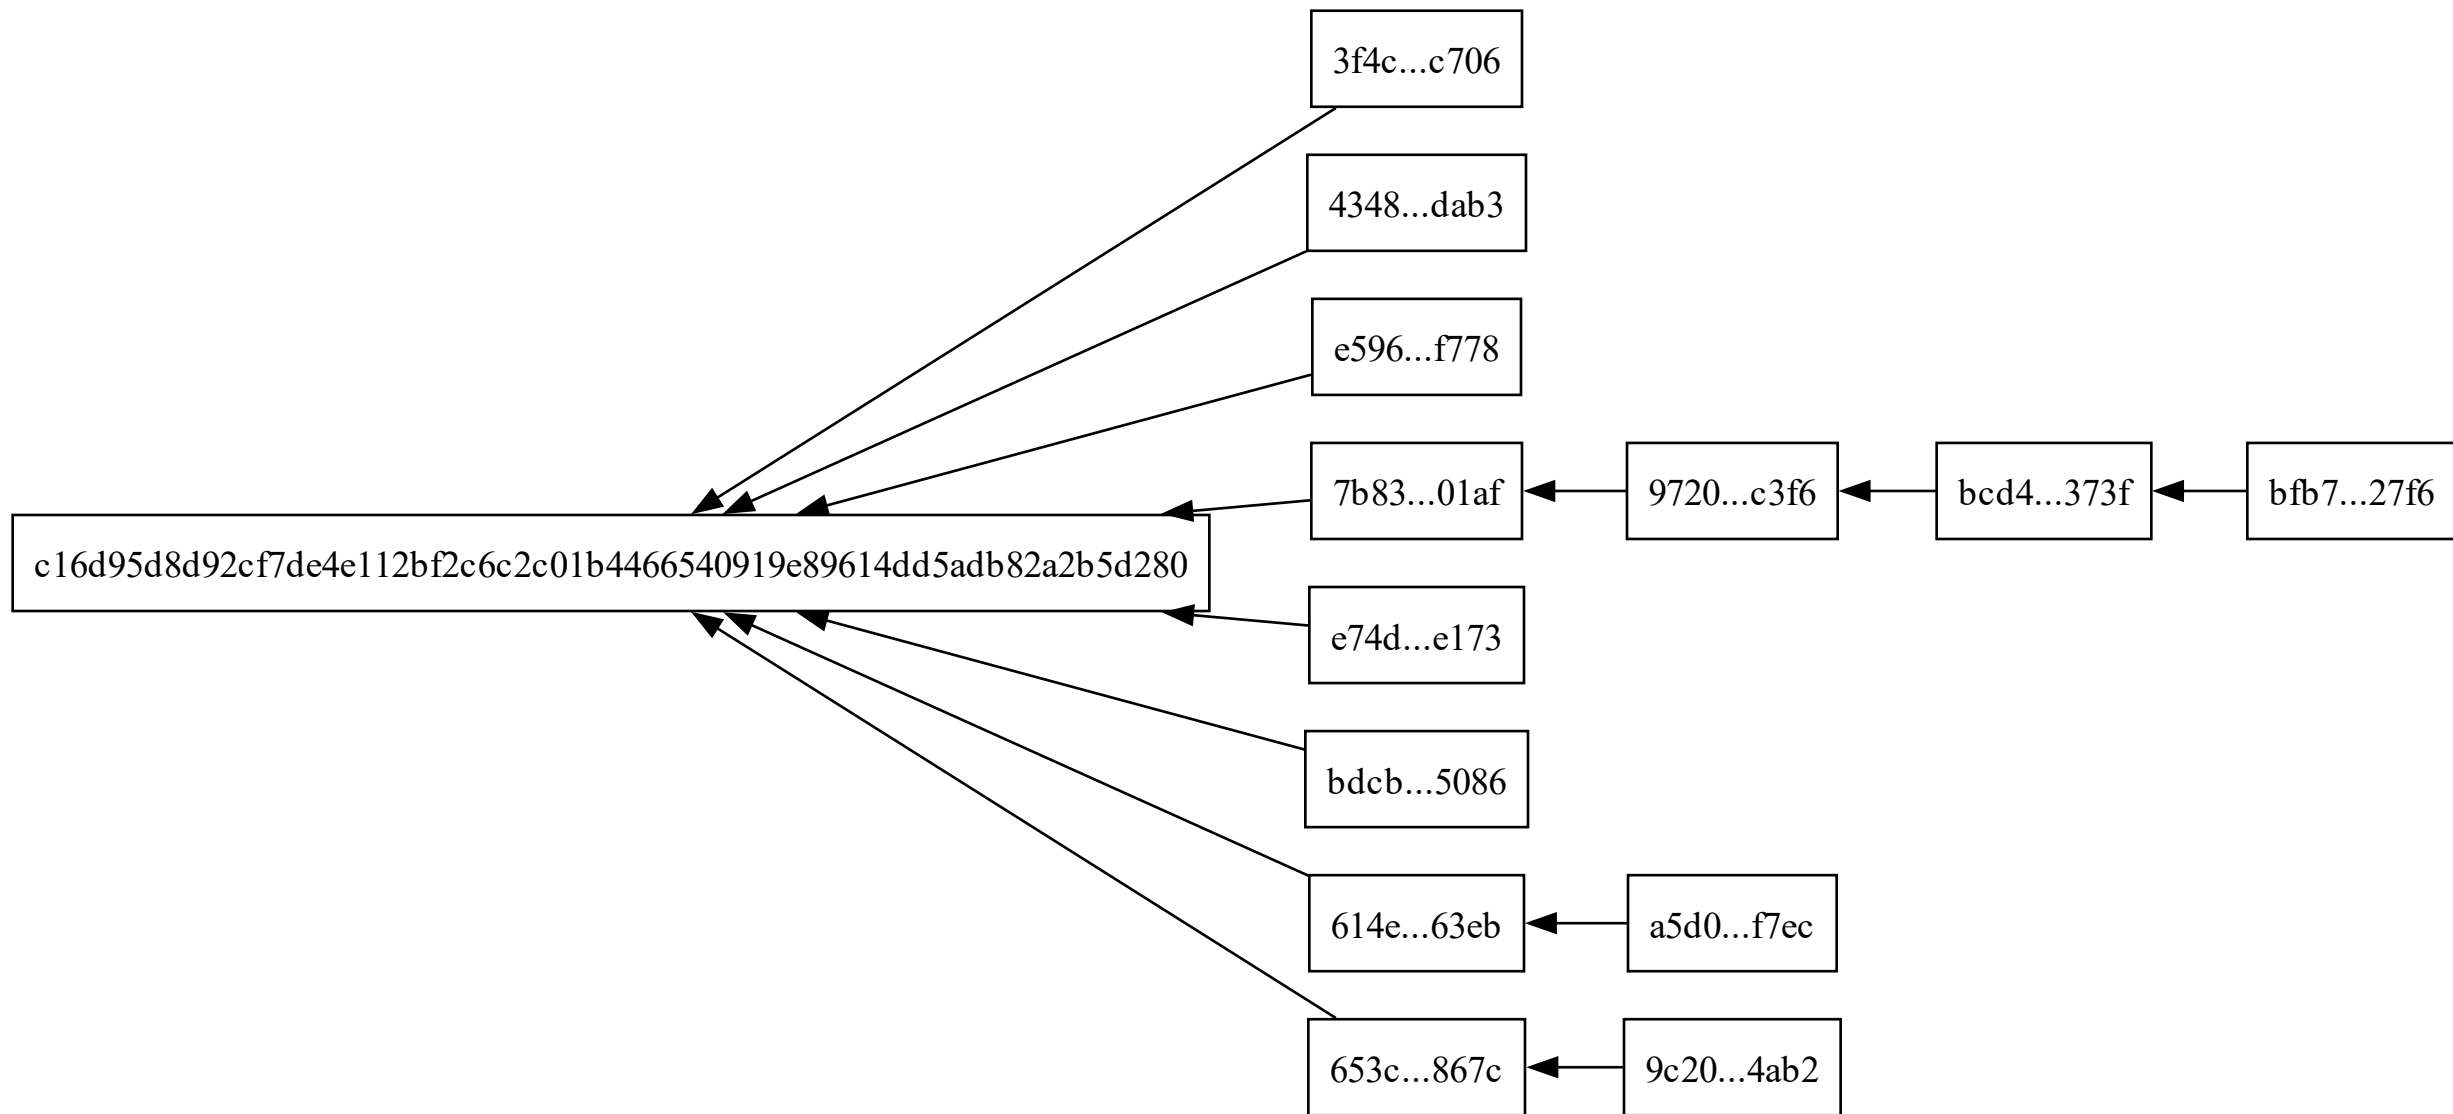 3f4c...c706
4348...dab3
e596...f778
7b83...01af
9720...c3f6
bcd4...373f
bfb7...27f6
c16d95d8d92cf7de4e112bf2c6c2c01b4466540919e89614dd5adb82a2b5d280
e74d...e173
bdcb...5086
614e...63eb
a5d0...f7ec
653c...867c
9c20...4ab2